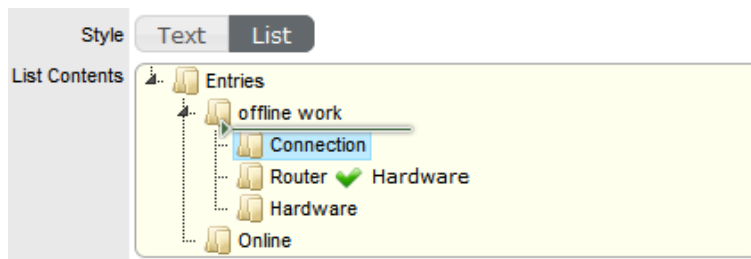 Style Text List
List Contents Entries
offline work
Connection
Router Hardware
Hardware
Online